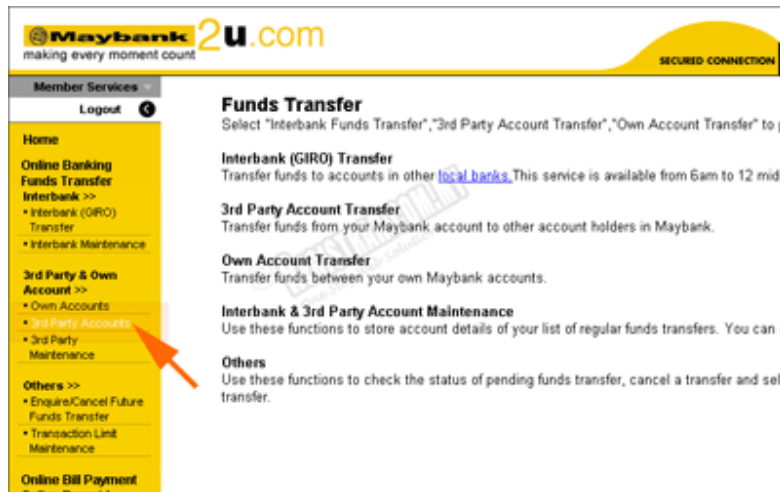 Maybank2u.com
making every moment count
SECURED CONNECTION
Member Services
Logout
Home
Online Banking
Funds Transfer
Interbank >>
• Interbank (GIRO)
Transfer
• Interbank Maintenance
3rd Party & Own
Account >>
• Own Accounts
• 3rd Party Accounts
• 3rd Party
Maintenance
Others >>
• Enquire/Cancel Future
Funds Transfer
• Transaction Limit
Maintenance
Online Bill Payment
Funds Transfer
Select "Interbank Funds Transfer","3rd Party Account Transfer","Own Account Transfer" to
Interbank (GIRO) Transfer
Transfer funds to accounts in other local banks.This service is available from 6am to 12 mid
3rd Party Account Transfer
Transfer funds from your Maybank account to other account holders in Maybank.
Own Account Transfer
Transfer funds between your own Maybank accounts.
Interbank & 3rd Party Account Maintenance
Use these functions to store account details of your list of regular funds transfers. You can
Others
Use these functions to check the status of pending funds transfer, cancel a transfer and sel
transfer.